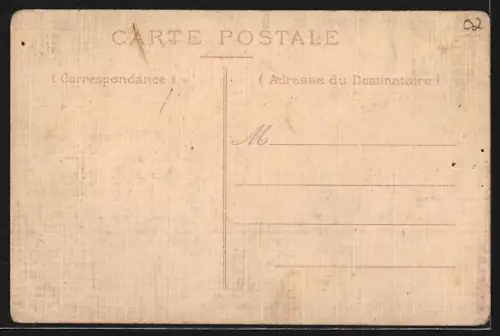 02
CARTE POSTALE
( Correspondance )
( Adresse du Destinataire )
M